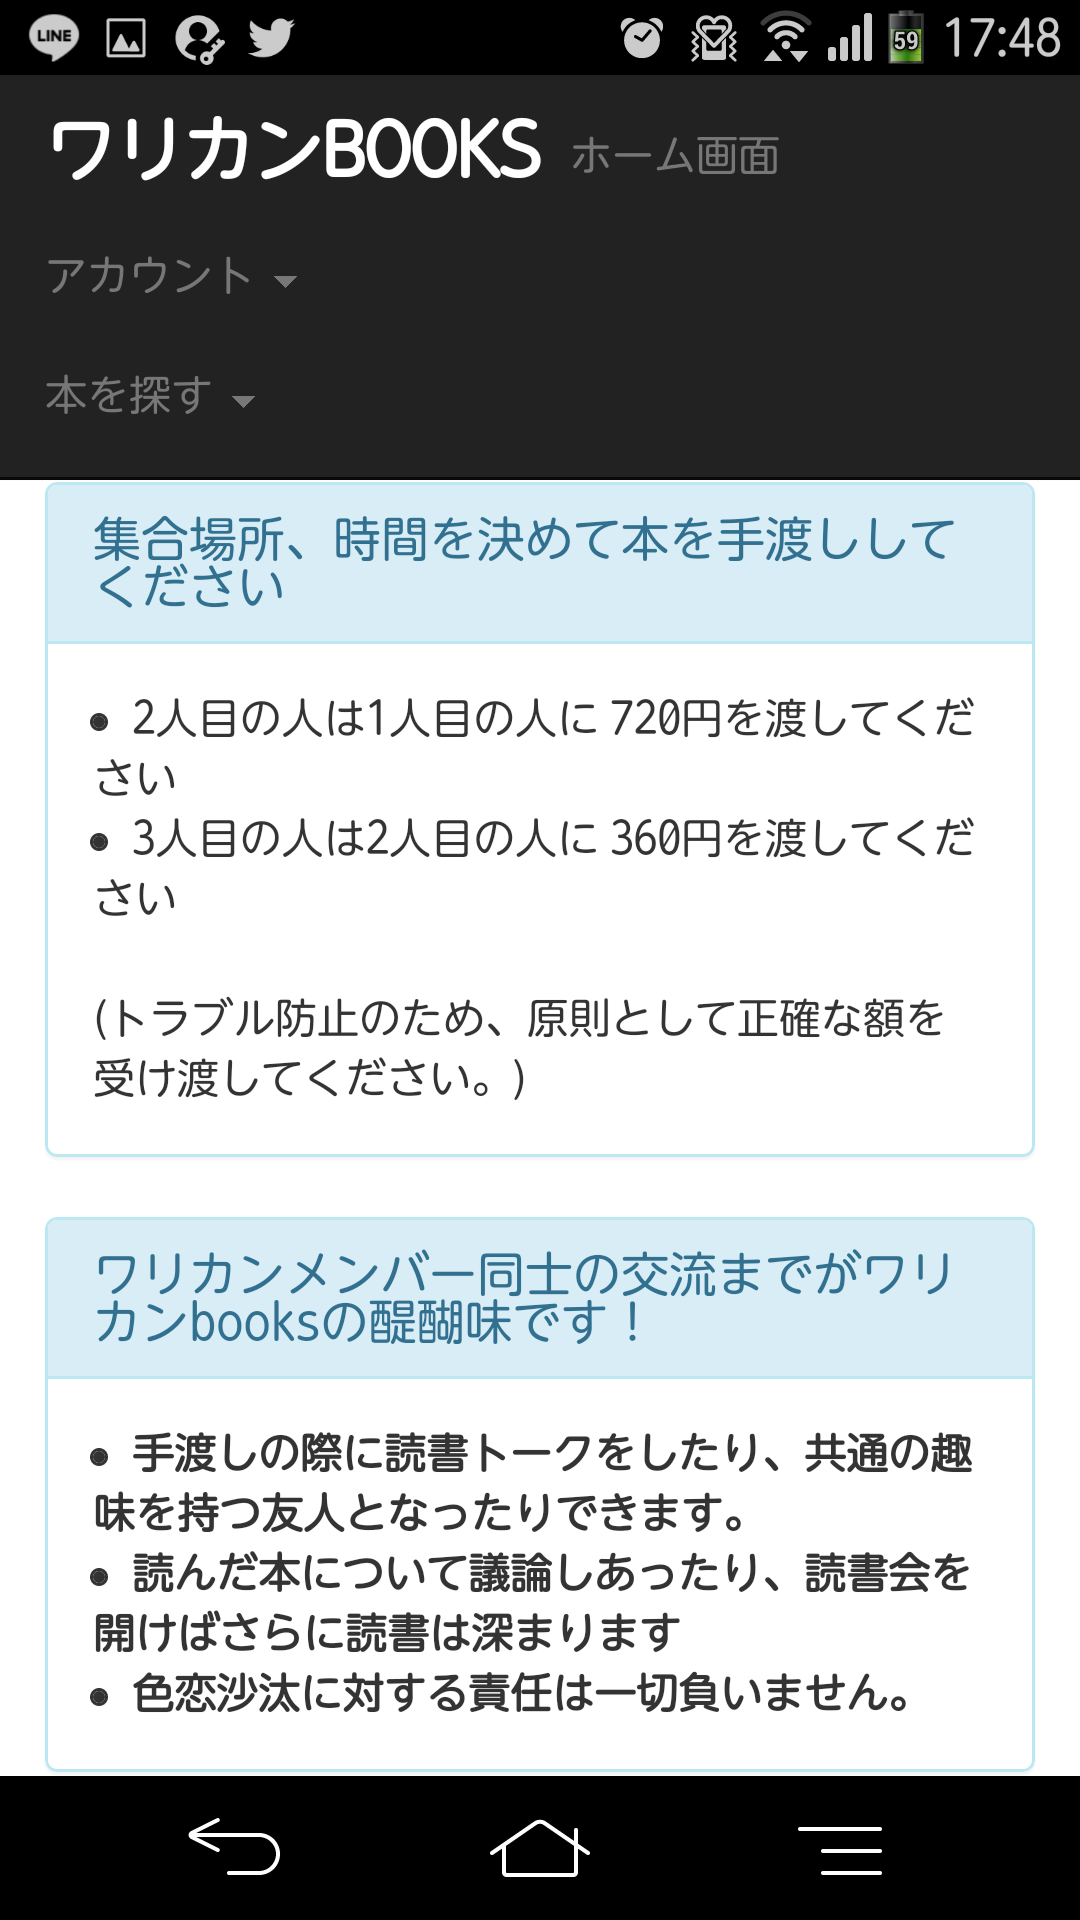 LINE
59
17:48
ワリカンBOOKS ホーム画面
アカウント
本を探す
集合場所、時間を決めて本を手渡しして
ください
● 2人目の人は1人目の人に 720円を渡してくだ
さい
● 3人目の人は2人目の人に 360円を渡してくだ
さい
(トラブル防止のため、原則として正確な額を
受け渡してください。)
ワリカンメンバー同士の交流までがワリ
カンbooksの醍醐味です！
● 手渡しの際に読書トークをしたり、共通の趣
味を持つ友人となったりできます。
● 読んだ本について議論しあったり、読書会を
開けばさらに読書は深まります
● 色恋沙汰に対する責任は一切負いません。